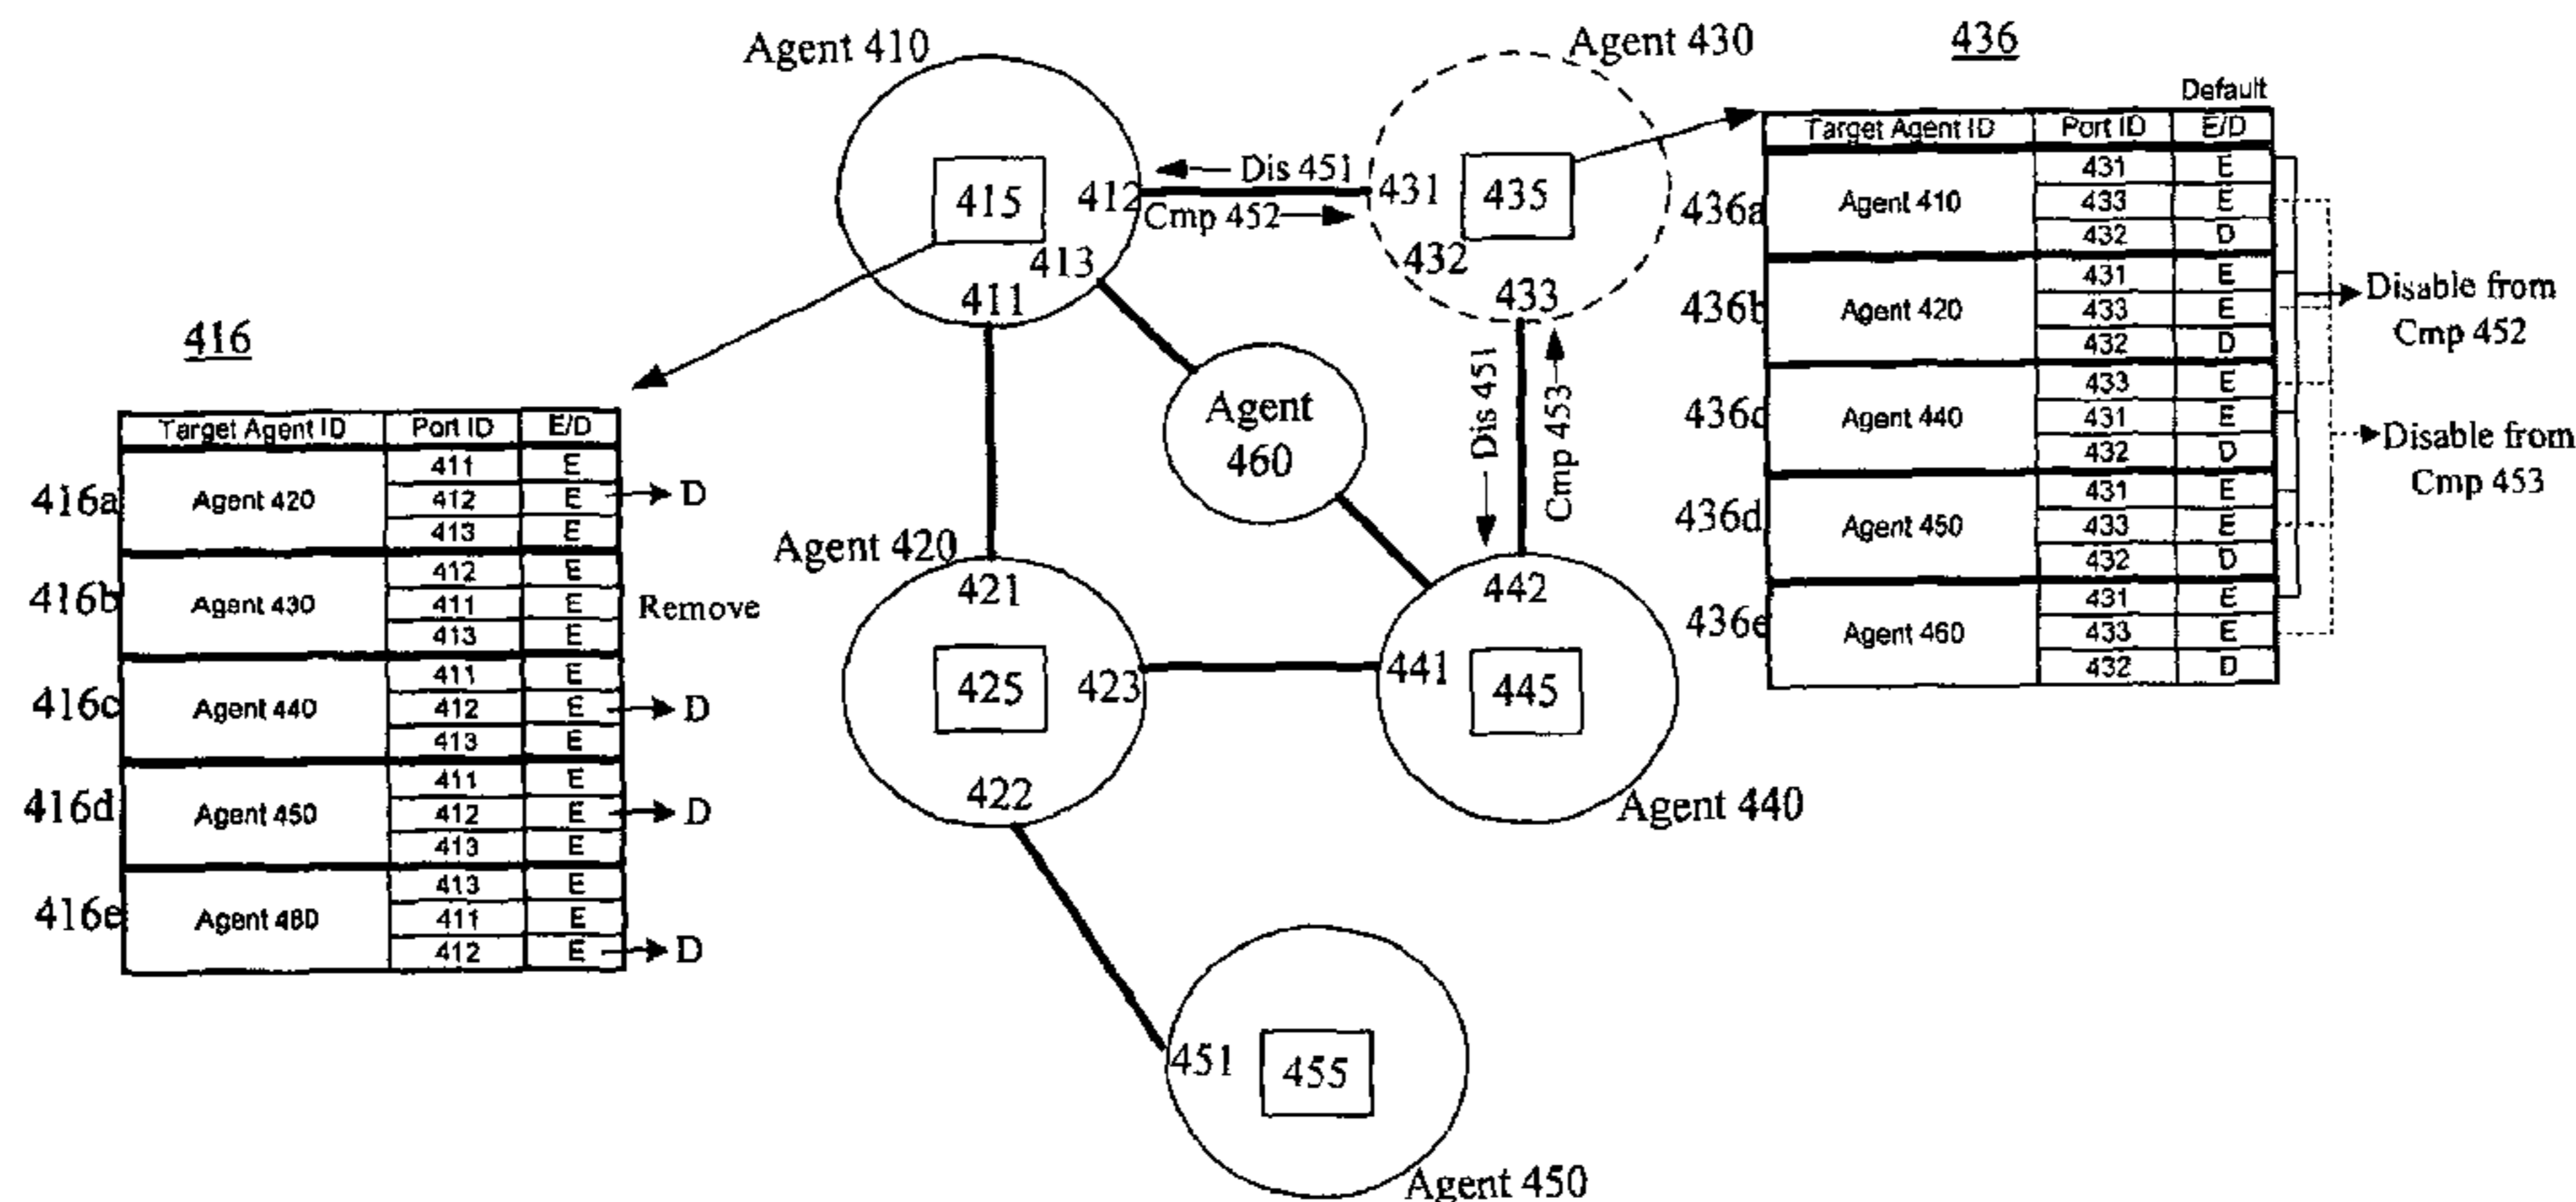 Agent 410
Agent 430
436
Default
Target Agent ID Port ID E/D
436a Agent 410 431 E
433 E
432 D
436b Agent 420 431 E
433 E
432 D
436c Agent 440 433 E
431 E
432 D
436d Agent 450 431 E
433 E
432 D
436e Agent 460 431 E
433 E
432 D
Disable from
Cmp 452
Disable from
Cmp 453
415
412
413
411
Dis 451
Cmp 452
431
435
432
433
416
Target Agent ID Port ID E/D
416a Agent 420 411 E
412 E D
413 E
416b Agent 430 412 E
411 E
413 E
Remove
416c Agent 440 411 E
412 E D
413 E
416d Agent 450 411 E
412 E D
413 E
416e Agent 460 413 E
411 E
412 E D
Agent
460
Dis 451
Cmp 453
Agent 420
421
425
423
422
442
441
445
Agent 440
451
455
Agent 450